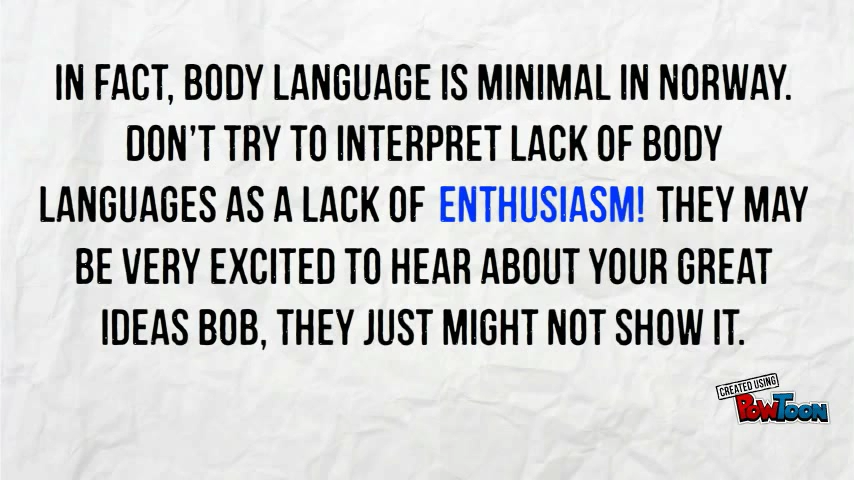 IN FACT, BODY LANGUAGE IS MINIMAL IN NORWAY.
DON'T TRY TO INTERPRET LACK OF BODY
LANGUAGES AS A LACK OF ENTHUSIASM! THEY MAY
BE VERY EXCITED TO HEAR ABOUT YOUR GREAT
IDEAS BOB, THEY JUST MIGHT NOT SHOW IT.
CREATED USING
POWTOON